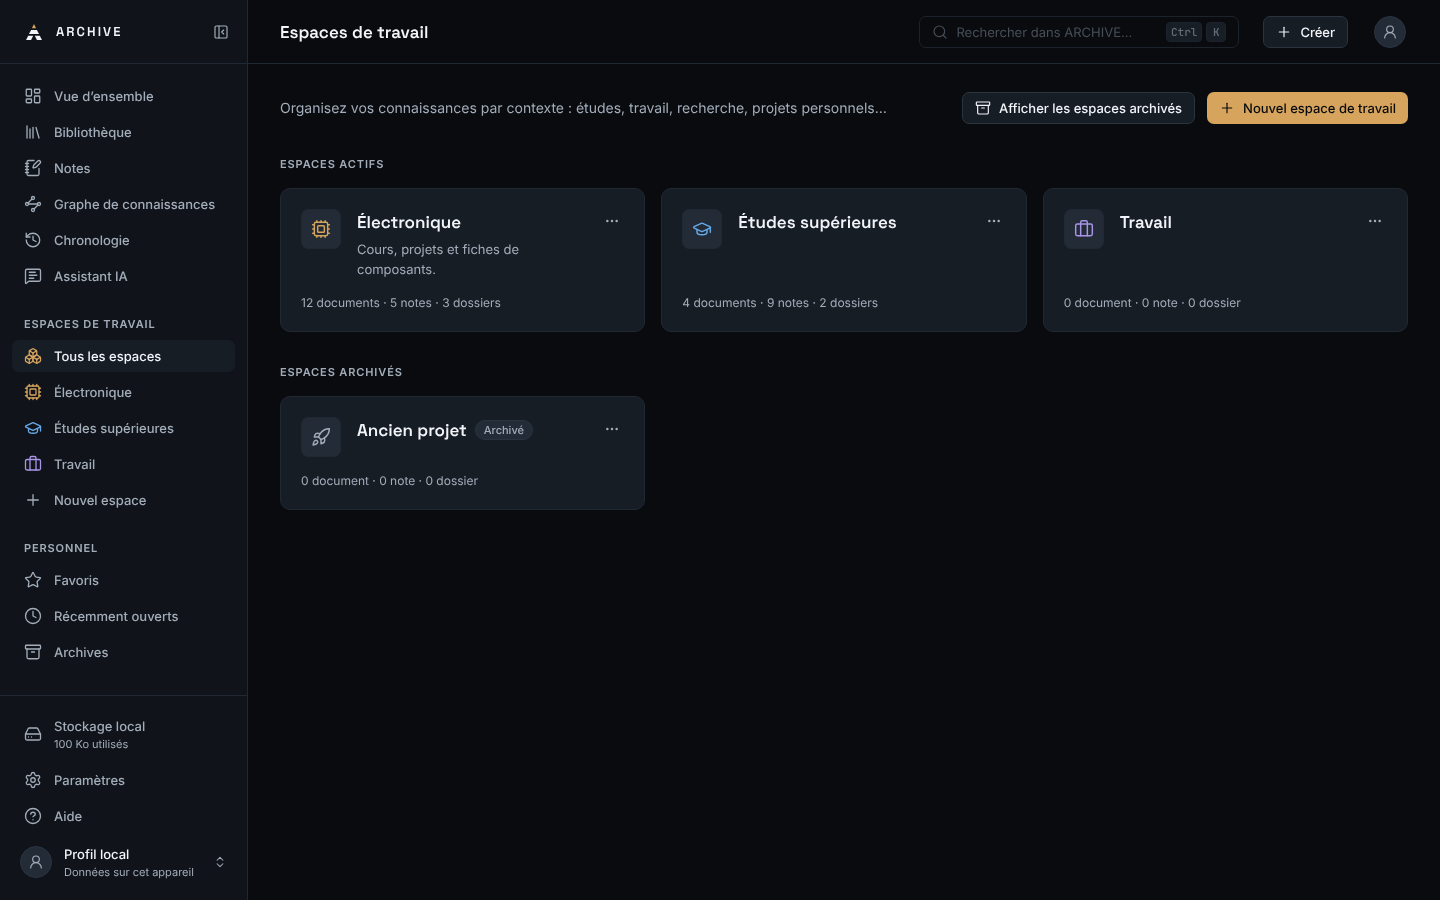 ARCHIVE
Espaces de travail
Rechercher dans ARCHIVE...
Ctrl K
Créer
Vue d’ensemble
Bibliothèque
Notes
Graphe de connaissances
Chronologie
Assistant IA
ESPACES DE TRAVAIL
Tous les espaces
Électronique
Études supérieures
Travail
Nouvel espace
PERSONNEL
Favoris
Récemment ouverts
Archives
Stockage local
100 Ko utilisés
Paramètres
Aide
Profil local
Données sur cet appareil
Organisez vos connaissances par contexte : études, travail, recherche, projets personnels...
Afficher les espaces archivés
Nouvel espace de travail
ESPACES ACTIFS
Électronique
Cours, projets et fiches de
composants.
12 documents · 5 notes · 3 dossiers
Études supérieures
4 documents · 9 notes · 2 dossiers
Travail
0 document · 0 note · 0 dossier
ESPACES ARCHIVÉS
Ancien projet
Archivé
0 document · 0 note · 0 dossier